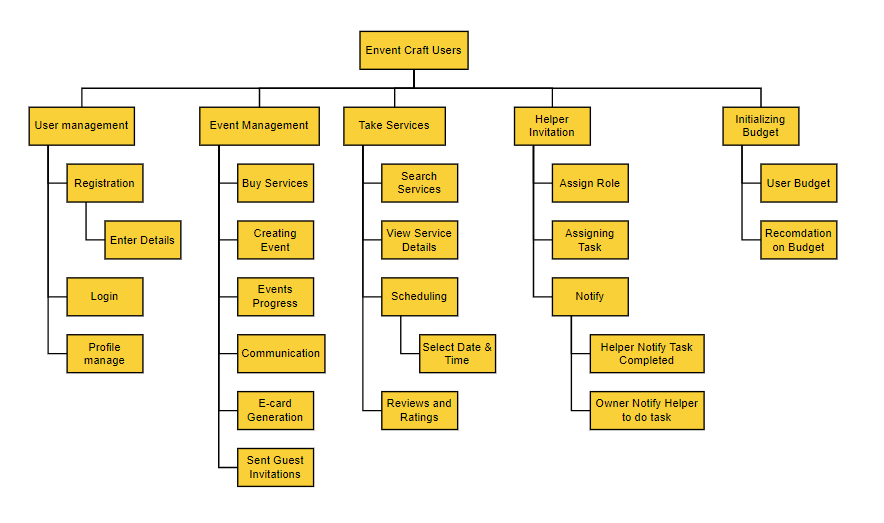 Envent Craft Users
User management
Event Management
Take Services
Helper
Invitation
Initializing
Budget
Registration
Enter Details
Login
Profile
manage
Buy Services
Creating
Event
Events
Progress
Communication
E-card
Generation
Sent Guest
Invitations
Search
Services
View Service
Details
Scheduling
Select Date &
Time
Reviews and
Ratings
Assign Role
Assigning
Task
Notify
Helper Notify Task
Completed
Owner Notify Helper
to do task
User Budget
Recomdation
on Budget